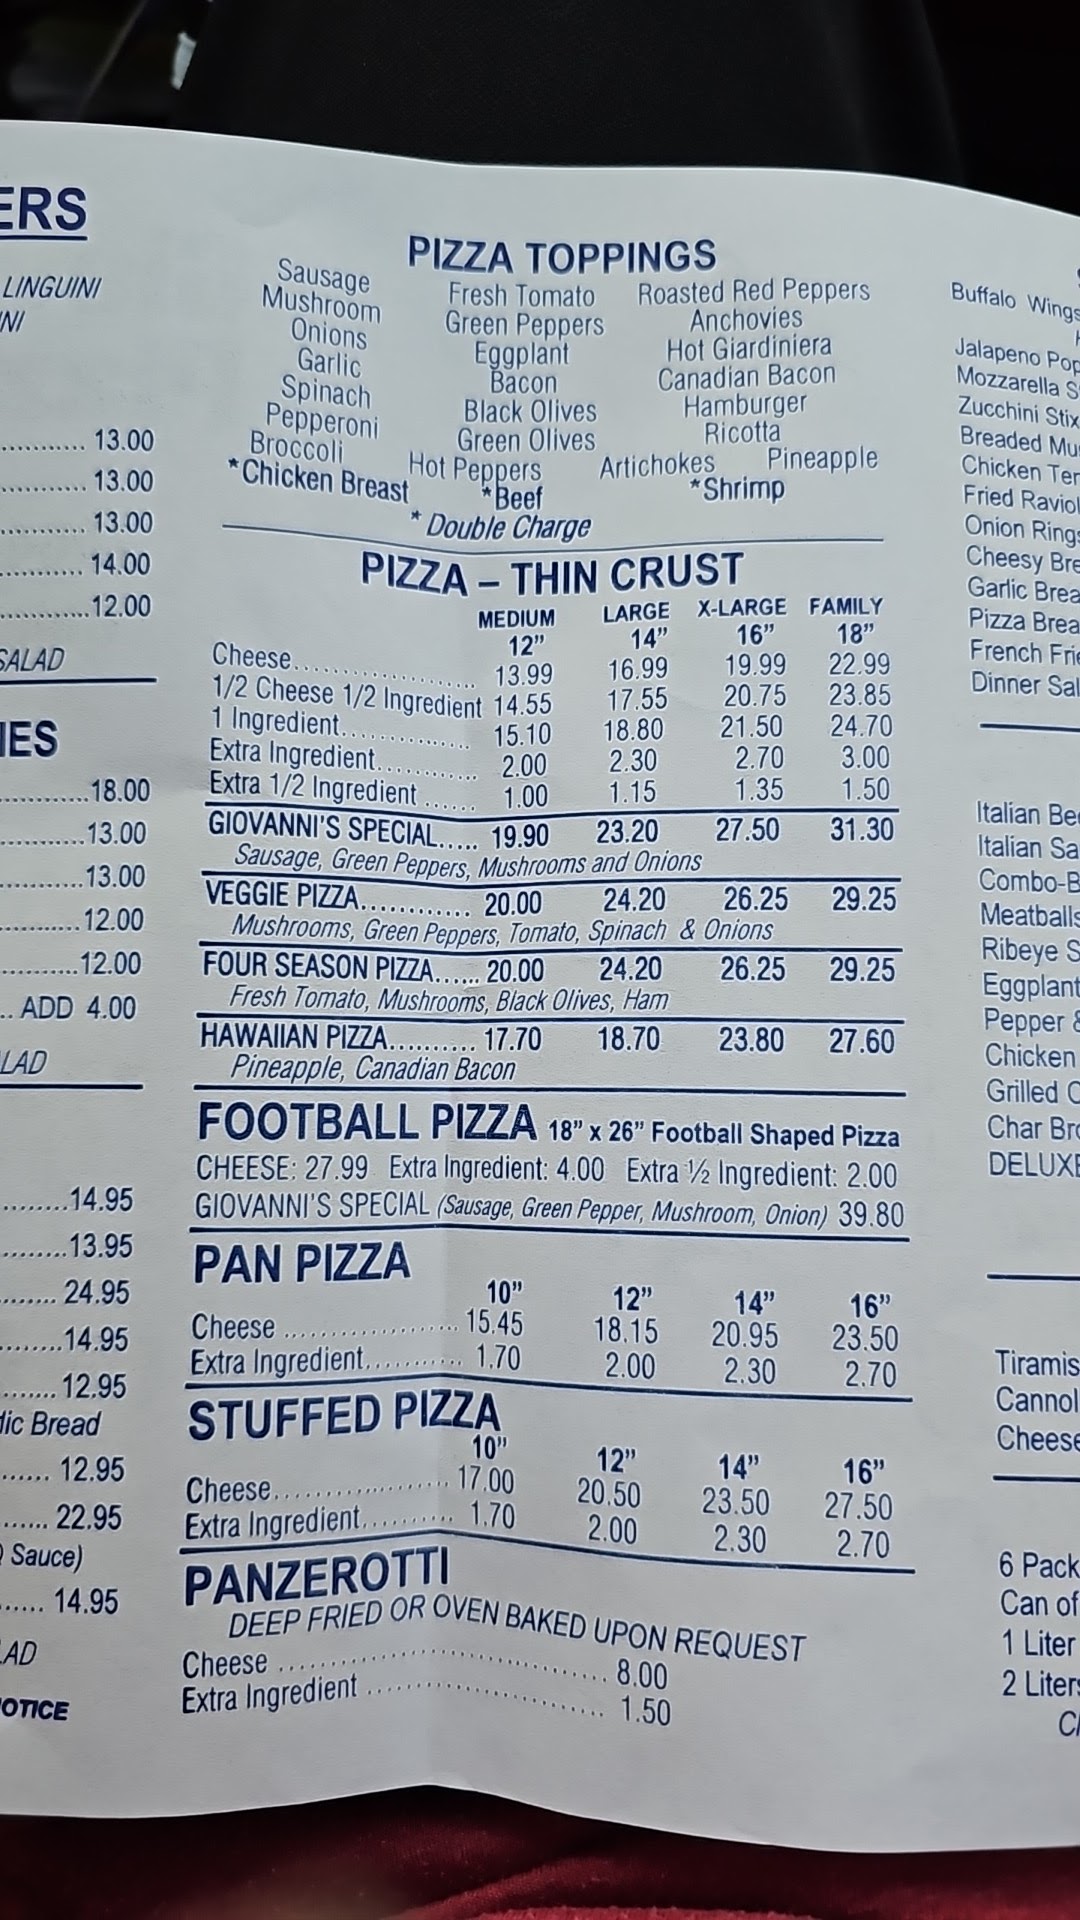 ERS
LINGUINI
NI
............ 13.00
............ 13.00
............ 13.00
............ 14.00
............ 12.00
SALAD
IES
............ 18.00
............ 13.00
............ 13.00
............ 12.00
............ 12.00
.. ADD 4.00
LAD
......... 14.95
......... 13.95
......... 24.95
......... 14.95
......... 12.95
lic Bread
...... 12.95
...... 22.95
Sauce)
...... 14.95
AD
OTICE
PIZZA TOPPINGS
Sausage Fresh Tomato Roasted Red Peppers
Mushroom Green Peppers Anchovies
Onions Eggplant Hot Giardiniera
Garlic Bacon Canadian Bacon
Spinach Black Olives Hamburger
Pepperoni Green Olives Ricotta
Broccoli Hot Peppers Artichokes Pineapple
*Chicken Breast *Beef *Shrimp
* Double Charge
PIZZA – THIN CRUST
MEDIUM LARGE X-LARGE FAMILY
12” 14” 16” 18”
Cheese.................. 13.99 16.99 19.99 22.99
1/2 Cheese 1/2 Ingredient 14.55 17.55 20.75 23.85
1 Ingredient............... 15.10 18.80 21.50 24.70
Extra Ingredient............ 2.00 2.30 2.70 3.00
Extra 1/2 Ingredient ...... 1.00 1.15 1.35 1.50
GIOVANNI'S SPECIAL..... 19.90 23.20 27.50 31.30
Sausage, Green Peppers, Mushrooms and Onions
VEGGIE PIZZA............ 20.00 24.20 26.25 29.25
Mushrooms, Green Peppers, Tomato, Spinach & Onions
FOUR SEASON PIZZA...... 20.00 24.20 26.25 29.25
Fresh Tomato, Mushrooms, Black Olives, Ham
HAWAIIAN PIZZA.......... 17.70 18.70 23.80 27.60
Pineapple, Canadian Bacon
FOOTBALL PIZZA 18” x 26” Football Shaped Pizza
CHEESE: 27.99 Extra Ingredient: 4.00 Extra ½ Ingredient: 2.00
GIOVANNI'S SPECIAL (Sausage, Green Pepper, Mushroom, Onion) 39.80
PAN PIZZA
10” 12” 14” 16”
Cheese .................. 15.45 18.15 20.95 23.50
Extra Ingredient............ 1.70 2.00 2.30 2.70
STUFFED PIZZA
10” 12” 14” 16”
Cheese.................. 17.00 20.50 23.50 27.50
Extra Ingredient............ 1.70 2.00 2.30 2.70
PANZEROTTI
DEEP FRIED OR OVEN BAKED UPON REQUEST
Cheese .............................. 8.00
Extra Ingredient ..................... 1.50
Buffalo Wings
Jalapeno Pop
Mozzarella S
Zucchini Stix
Breaded Mu
Chicken Ten
Fried Raviol
Onion Rings
Cheesy Bre
Garlic Brea
Pizza Brea
French Frie
Dinner Sal
Italian Bee
Italian Sa
Combo-B
Meatballs
Ribeye S
Eggplant
Pepper &
Chicken
Grilled C
Char Bro
DELUXE
Tiramis
Cannol
Cheese
6 Pack
Can of
1 Liter
2 Liters